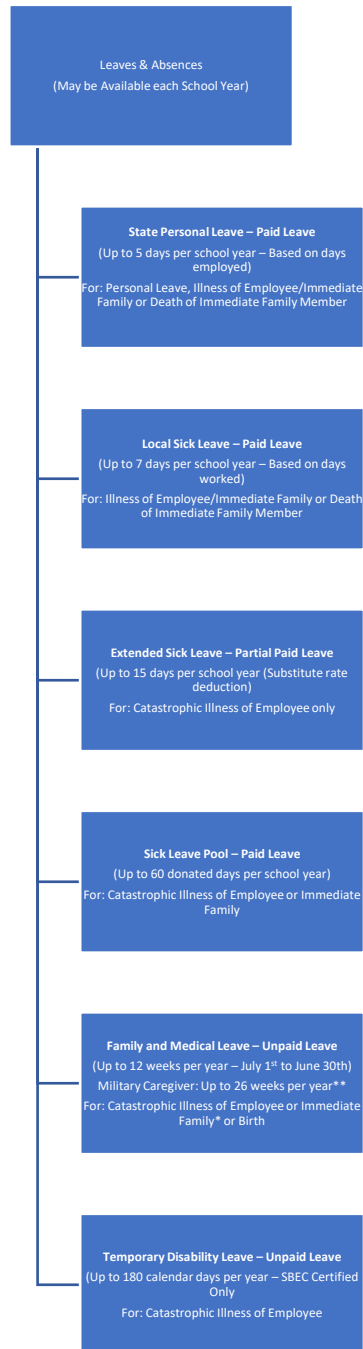 Leaves & Absences
(May be Available each School Year)
State Personal Leave – Paid Leave
(Up to 5 days per school year – Based on days
employed)
For: Personal Leave, Illness of Employee/Immediate
Family or Death of Immediate Family Member
Local Sick Leave – Paid Leave
(Up to 7 days per school year – Based on days
worked)
For: Illness of Employee/Immediate Family or Death
of Immediate Family Member
Extended Sick Leave – Partial Paid Leave
(Up to 15 days per school year (Substitute rate
deduction)
For: Catastrophic Illness of Employee only
Sick Leave Pool – Paid Leave
(Up to 60 donated days per school year)
For: Catastrophic Illness of Employee or Immediate
Family
Family and Medical Leave – Unpaid Leave
(Up to 12 weeks per year – July 1st to June 30th)
Military Caregiver: Up to 26 weeks per year**
For: Catastrophic Illness of Employee or Immediate
Family* or Birth
Temporary Disability Leave – Unpaid Leave
(Up to 180 calendar days per year – SBEC Certified
Only
For: Catastrophic Illness of Employee